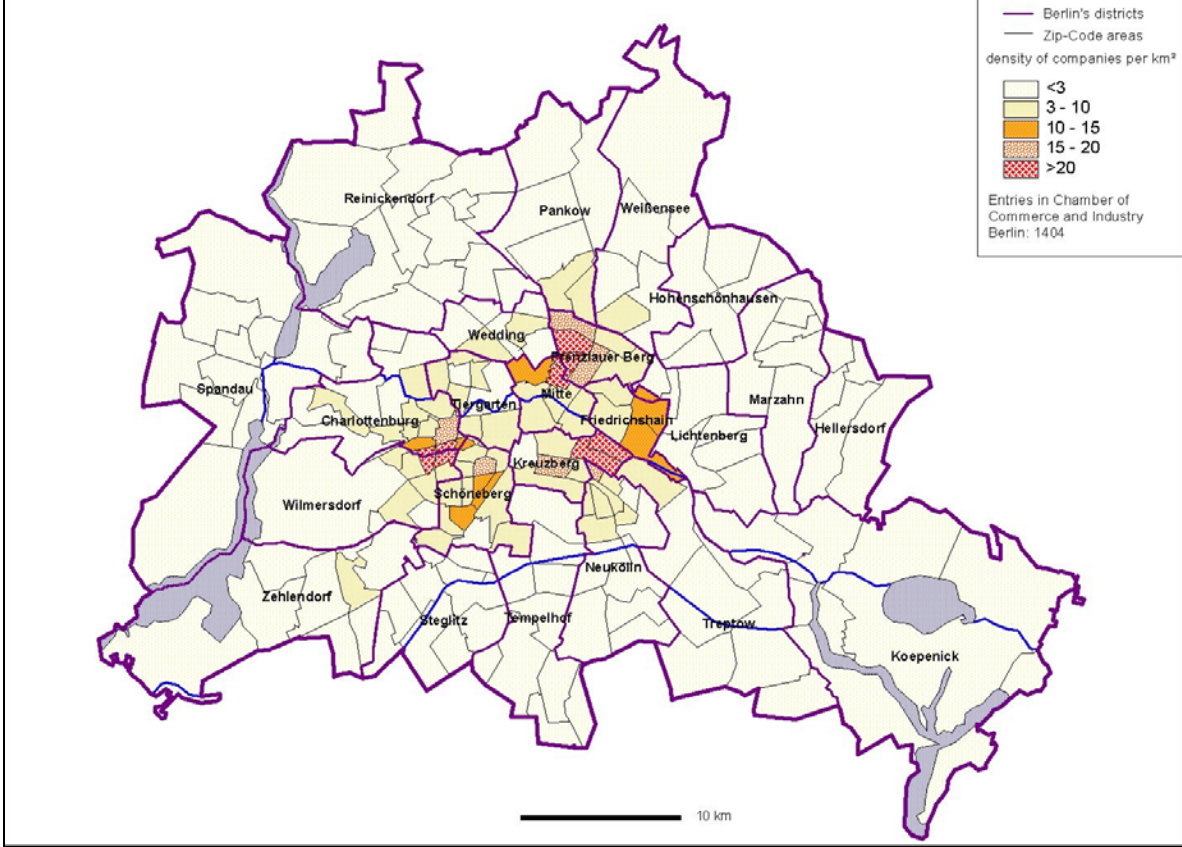 Berlin's districts
Zip-Code areas
density of companies per km²
<3
3 - 10
10 - 15
15 - 20
>20
Entries in Chamber of
Commerce and Industry
Berlin: 1404
Reinickendorf
Pankow
Weißensee
Hohenschönhausen
Wedding
Prenzlauer Berg
Spandau
Mitte
Tiergarten
Marzahn
Charlottenburg
Friedrichshain
Hellersdorf
Lichtenberg
Kreuzberg
Schöneberg
Wilmersdorf
Neukölln
Zehlendorf
Steglitz
Tempelhof
Treptow
Koepenick
10 km